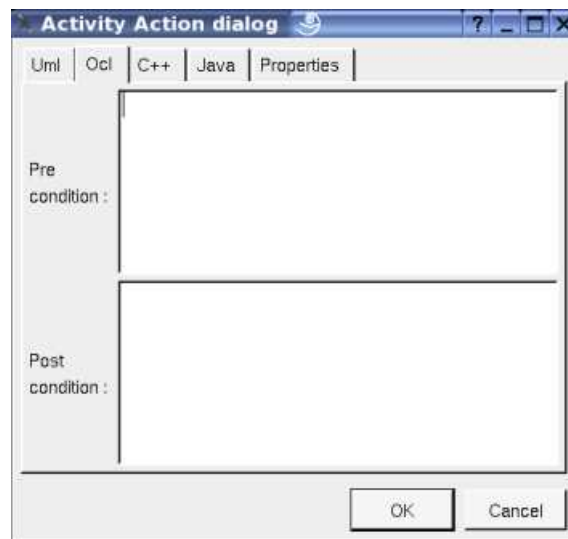 Activity Action dialog
Uml Ocl C++ Java Properties
Pre
condition :
Post
condition :
OK Cancel